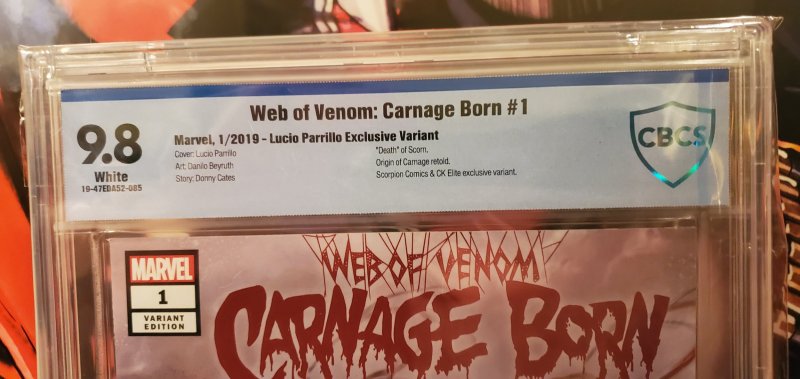 Web of Venom: Carnage Born #1
9.8
White
19-47EDA52-085
Marvel, 1/2019 - Lucio Parrillo Exclusive Variant
Cover: Lucio Parrillo
Art: Danilo Beyruth
Story: Donny Cates
"Death" of Scorn.
Origin of Carnage retold.
Scorpion Comics & CK Elite exclusive variant.
CBCS
MARVEL
1
VARIANT
EDITION
WEB OF VENOM
CARNAGE BORN